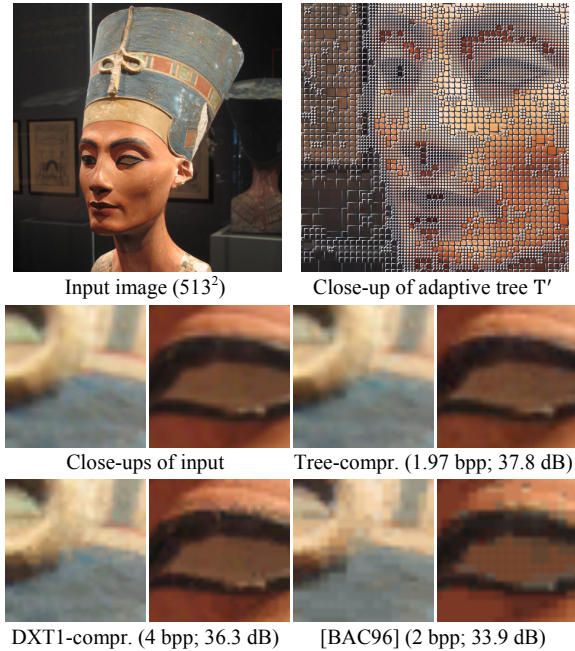 Input image (513²)
Close-up of adaptive tree T′
Close-ups of input
Tree-compr. (1.97 bpp; 37.8 dB)
DXT1-compr. (4 bpp; 36.3 dB)
[BAC96] (2 bpp; 33.9 dB)